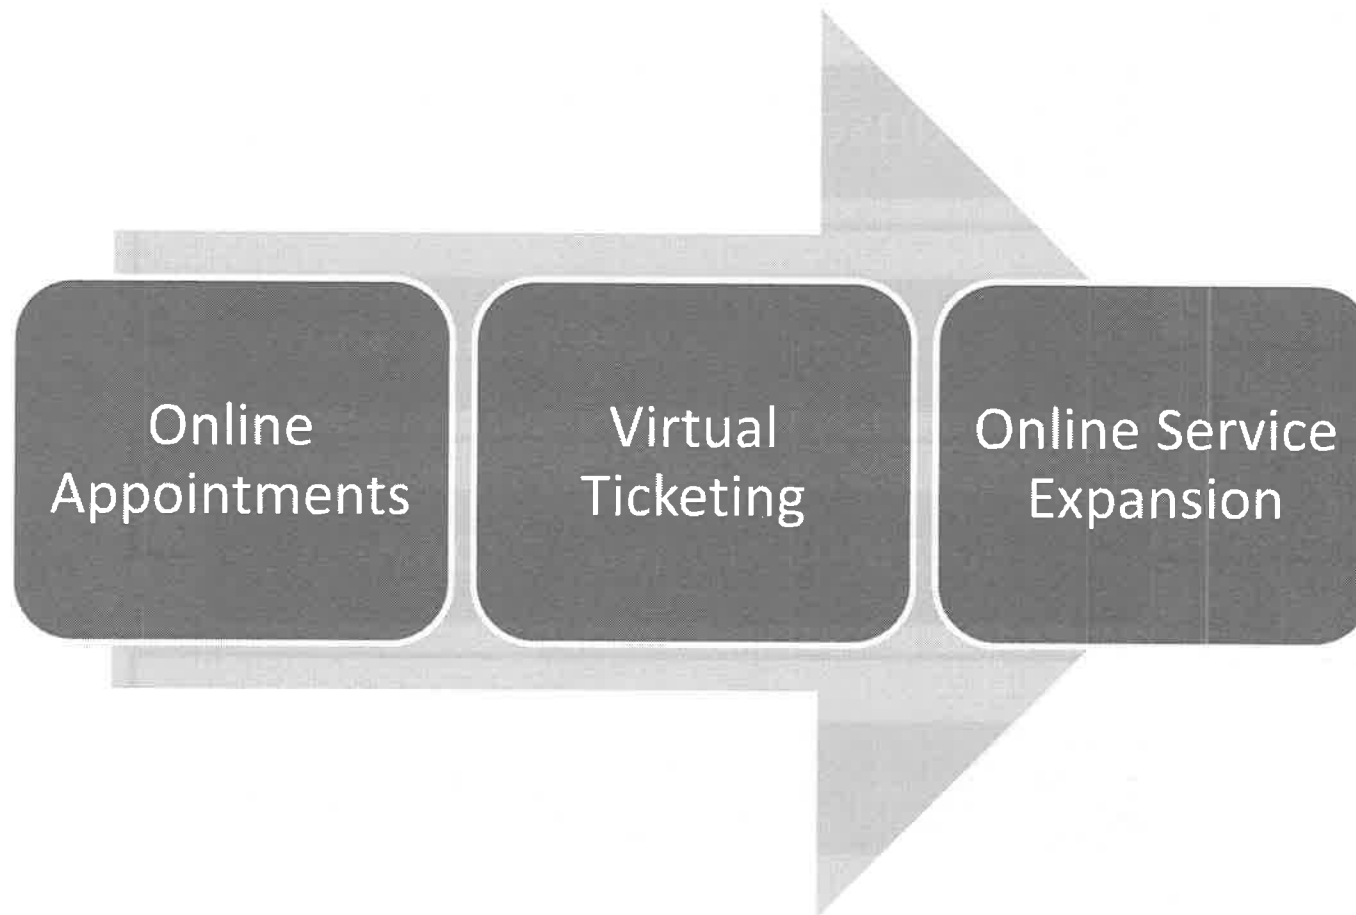 Online
Appointments
Virtual
Ticketing
Online Service
Expansion